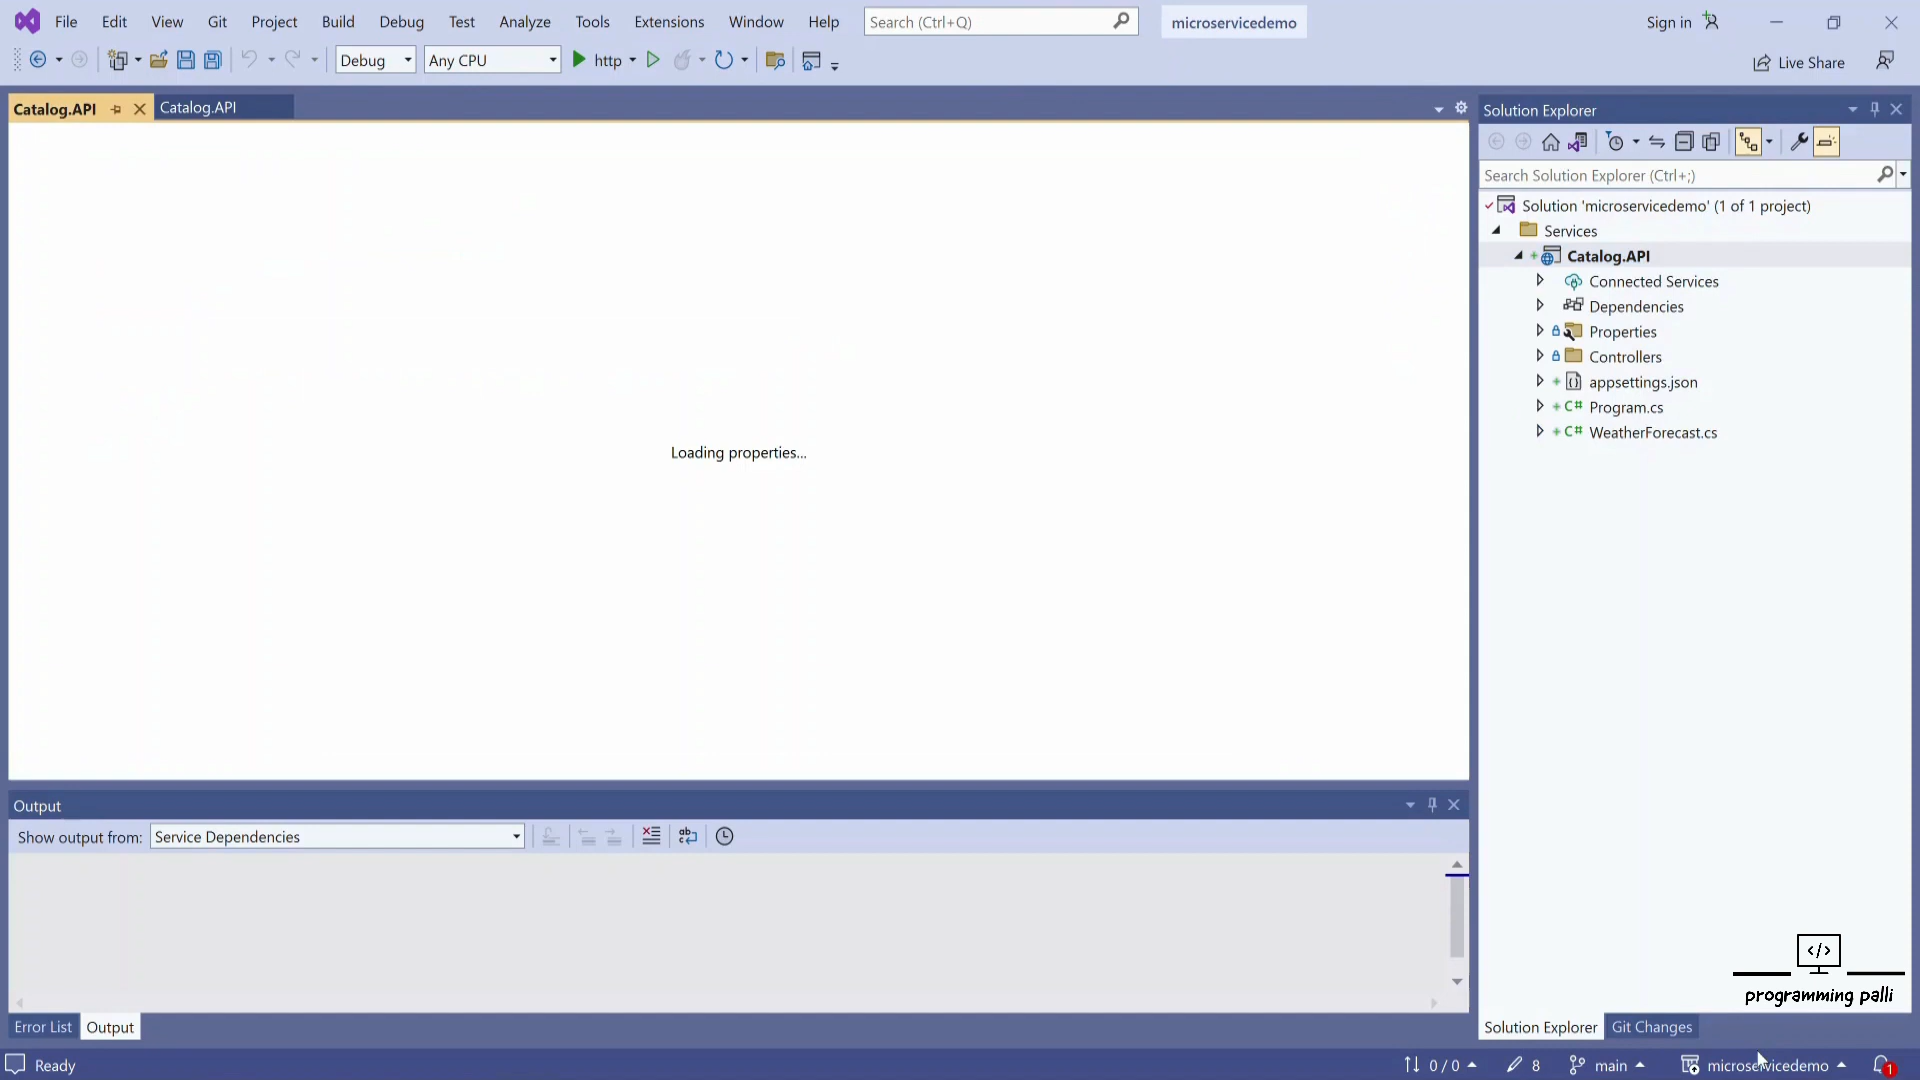 File Edit View Git Project Build Debug Test Analyze Tools Extensions Window Help Search (Ctrl+Q) microservicedemo Sign in
Debug Any CPU http Live Share
Catalog.API Catalog.API
Loading properties...
Solution Explorer
Search Solution Explorer (Ctrl+;)
Solution 'microservicedemo' (1 of 1 project)
Services
Catalog.API
Connected Services
Dependencies
Properties
Controllers
appsettings.json
C# Program.cs
C# WeatherForecast.cs
Output
Show output from: Service Dependencies
Error List Output
</> 
programming palli
Solution Explorer Git Changes
Ready 0 / 0 8 main microservicedemo 1